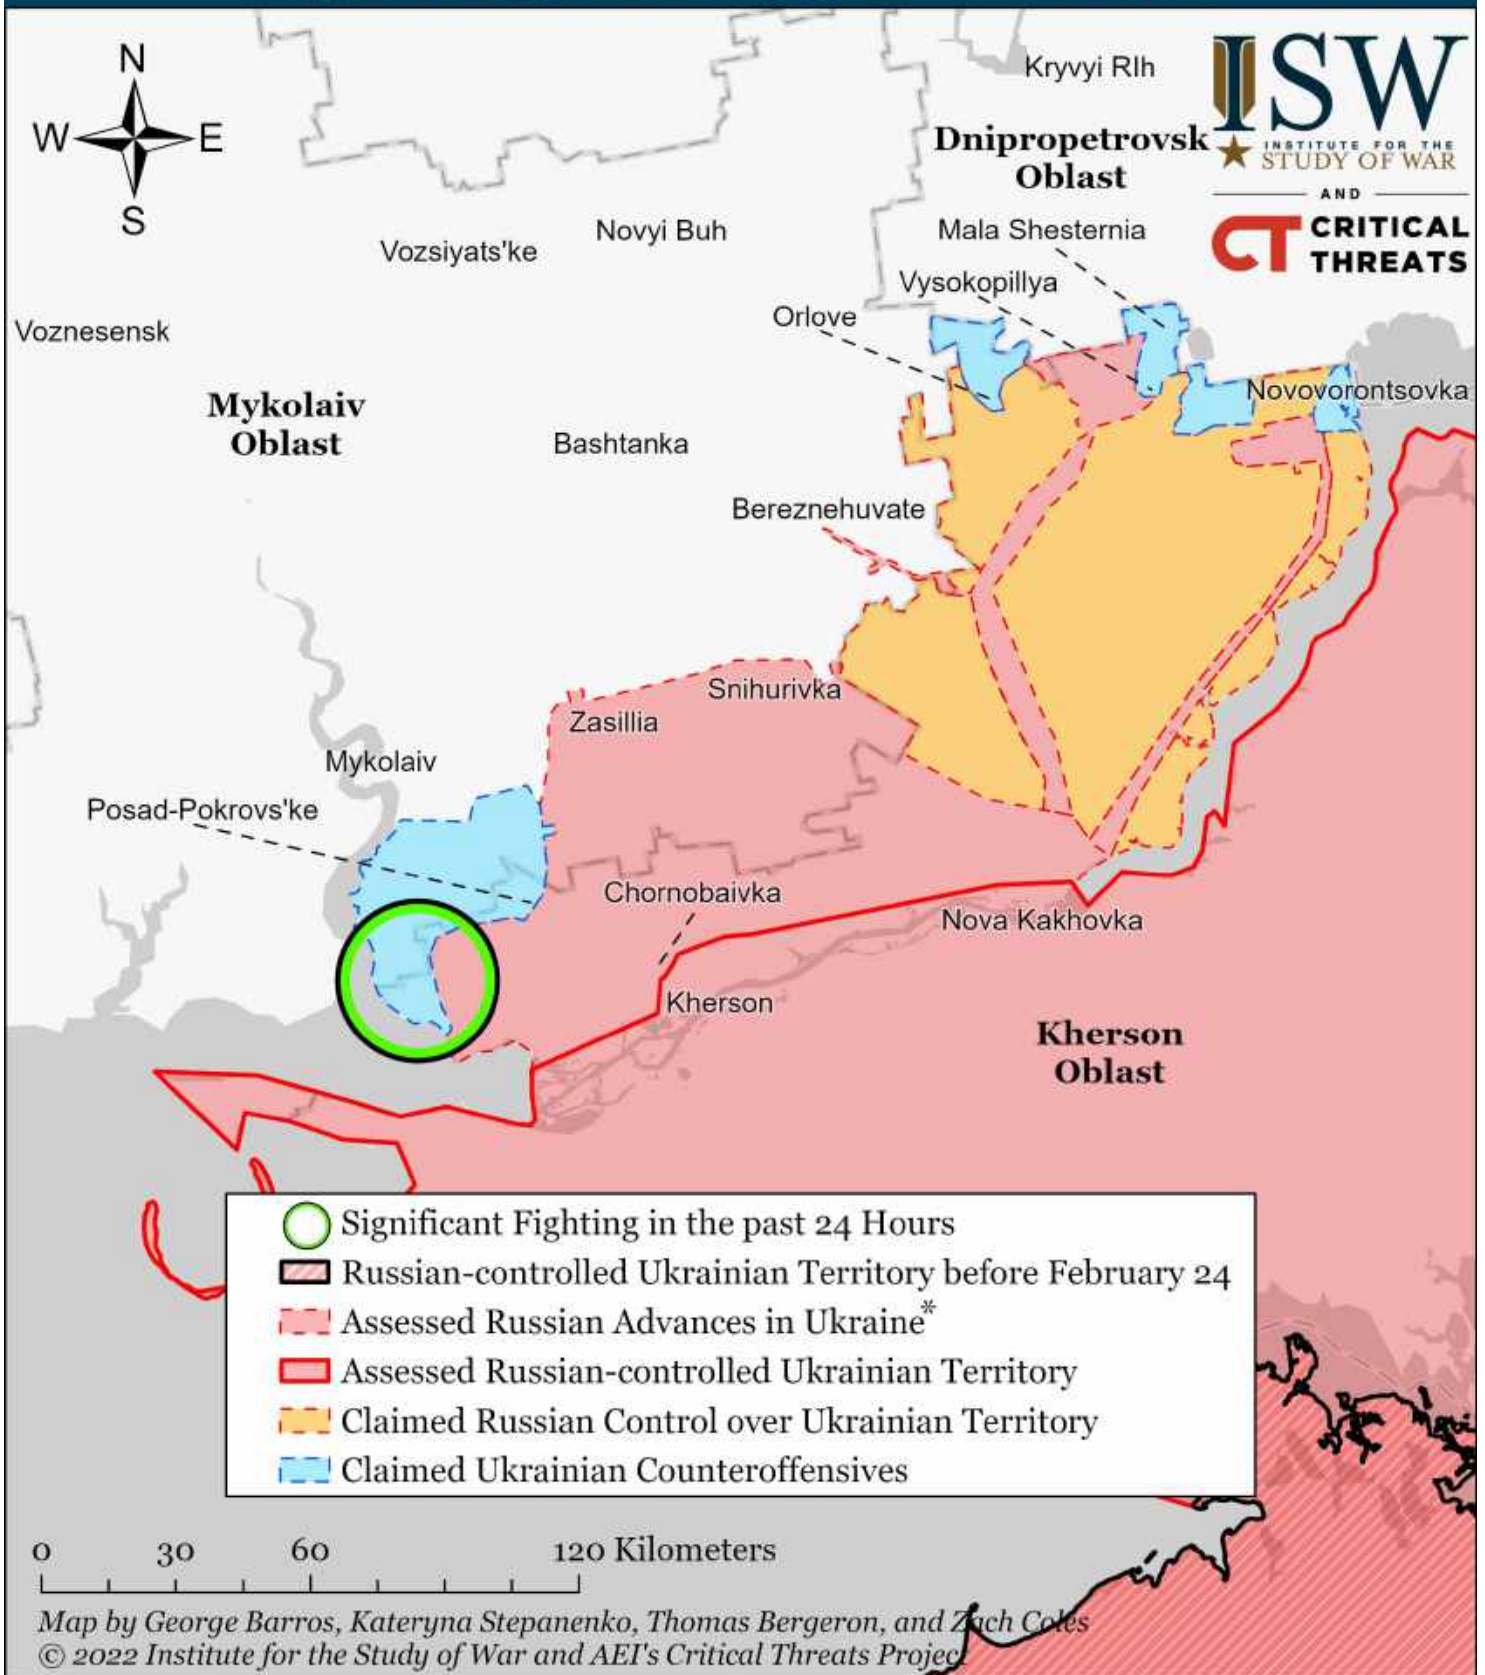 N
W E
S
Kryvyi RIh
ISW
INSTITUTE FOR THE
STUDY OF WAR
AND
CT CRITICAL
THREATS
Dnipropetrovsk
Oblast
Mala Shesternia
Novyi Buh
Vozsiyats'ke
Vysokopillya
Orlove
Voznesensk
Novovorontsovka
Mykolaiv
Oblast
Bashtanka
Bereznehuvate
Snihurivka
Zasillia
Mykolaiv
Posad-Pokrovs'ke
Chornobaivka
Nova Kakhovka
Kherson
Kherson
Oblast
Significant Fighting in the past 24 Hours
Russian-controlled Ukrainian Territory before February 24
Assessed Russian Advances in Ukraine*
Assessed Russian-controlled Ukrainian Territory
Claimed Russian Control over Ukrainian Territory
Claimed Ukrainian Counteroffensives
0 30 60 120 Kilometers
Map by George Barros, Kateryna Stepanenko, Thomas Bergeron, and Zach Coles
© 2022 Institute for the Study of War and AEI's Critical Threats Project